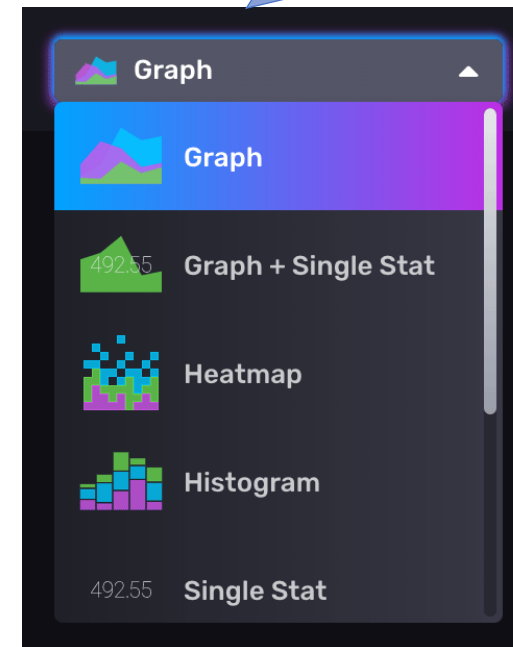 Graph
Graph
492.55 Graph + Single Stat
Heatmap
Histogram
492.55 Single Stat